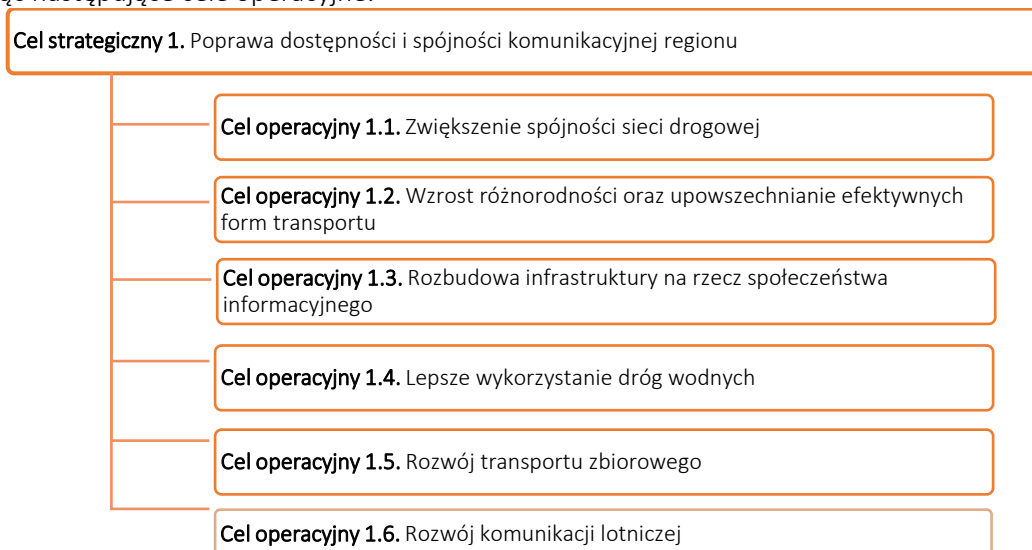 następujące cele operacyjne:
Cel strategiczny 1. Poprawa dostępności i spójności komunikacyjnej regionu
Cel operacyjny 1.1. Zwiększenie spójności sieci drogowej
Cel operacyjny 1.2. Wzrost różnorodności oraz upowszechnianie efektywnych
form transportu
Cel operacyjny 1.3. Rozbudowa infrastruktury na rzecz społeczeństwa
informacyjnego
Cel operacyjny 1.4. Lepsze wykorzystanie dróg wodnych
Cel operacyjny 1.5. Rozwój transportu zbiorowego
Cel operacyjny 1.6. Rozwój komunikacji lotniczej